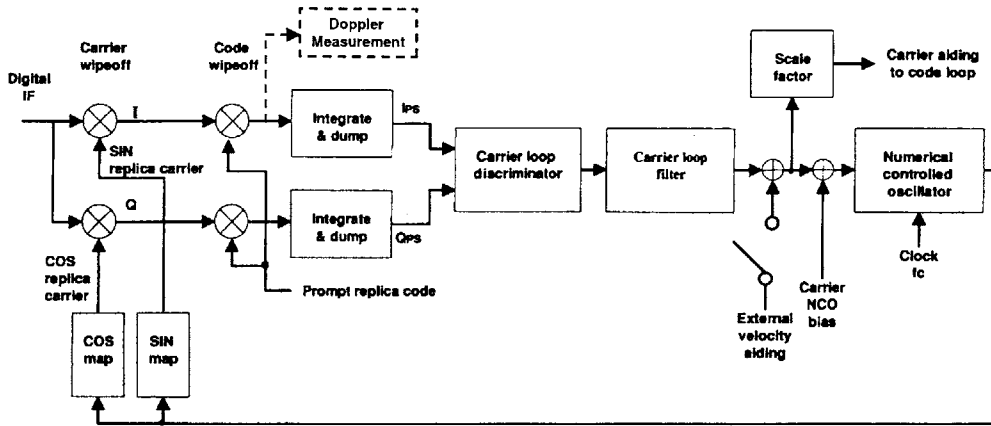 Doppler
Measurement
Carrier
wipeoff
Code
wipeoff
Digital
IF
I
Integrate
& dump
IPS
SIN
replica carrier
Carrier loop
discriminator
Carrier loop
filter
Scale
factor
Carrier aiding
to code loop
Numerical
controlled
oscillator
Q
Integrate
& dump
QPS
COS
replica
carrier
Prompt replica code
Clock
fc
Carrier
NCO
bias
External
velocity
aiding
COS
map
SIN
map